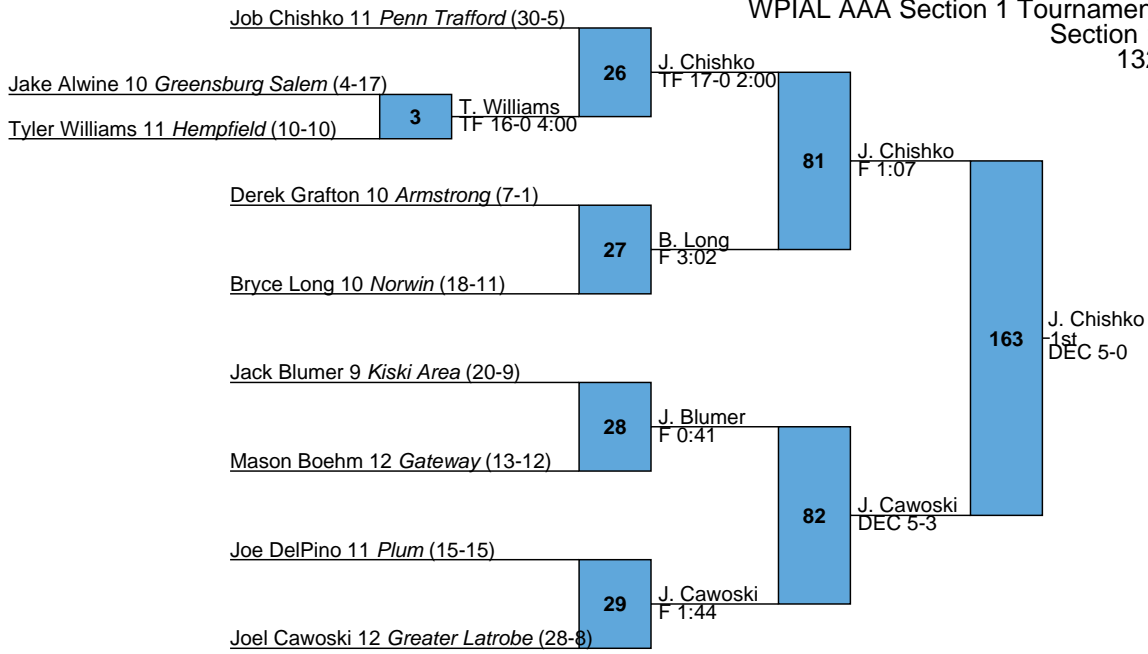 WPIAL AAA Section 1 Tournamen
Section
132
Job Chishko 11 Penn Trafford (30-5)
26
J. Chishko
TF 17-0 2:00
Jake Alwine 10 Greensburg Salem (4-17)
3
T. Williams
TF 16-0 4:00
Tyler Williams 11 Hempfield (10-10)
81
J. Chishko
F 1:07
Derek Grafton 10 Armstrong (7-1)
27
B. Long
F 3:02
Bryce Long 10 Norwin (18-11)
163
J. Chishko
1st
DEC 5-0
Jack Blumer 9 Kiski Area (20-9)
28
J. Blumer
F 0:41
Mason Boehm 12 Gateway (13-12)
82
J. Cawoski
DEC 5-3
Joe DelPino 11 Plum (15-15)
29
J. Cawoski
F 1:44
Joel Cawoski 12 Greater Latrobe (28-8)